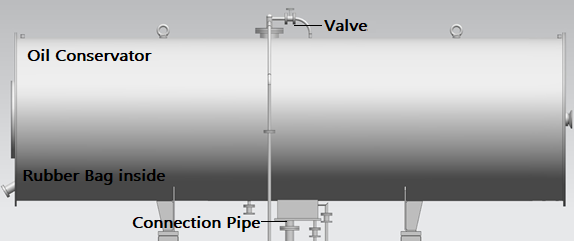 Valve
Oil Conservator
Rubber Bag inside
Connection Pipe